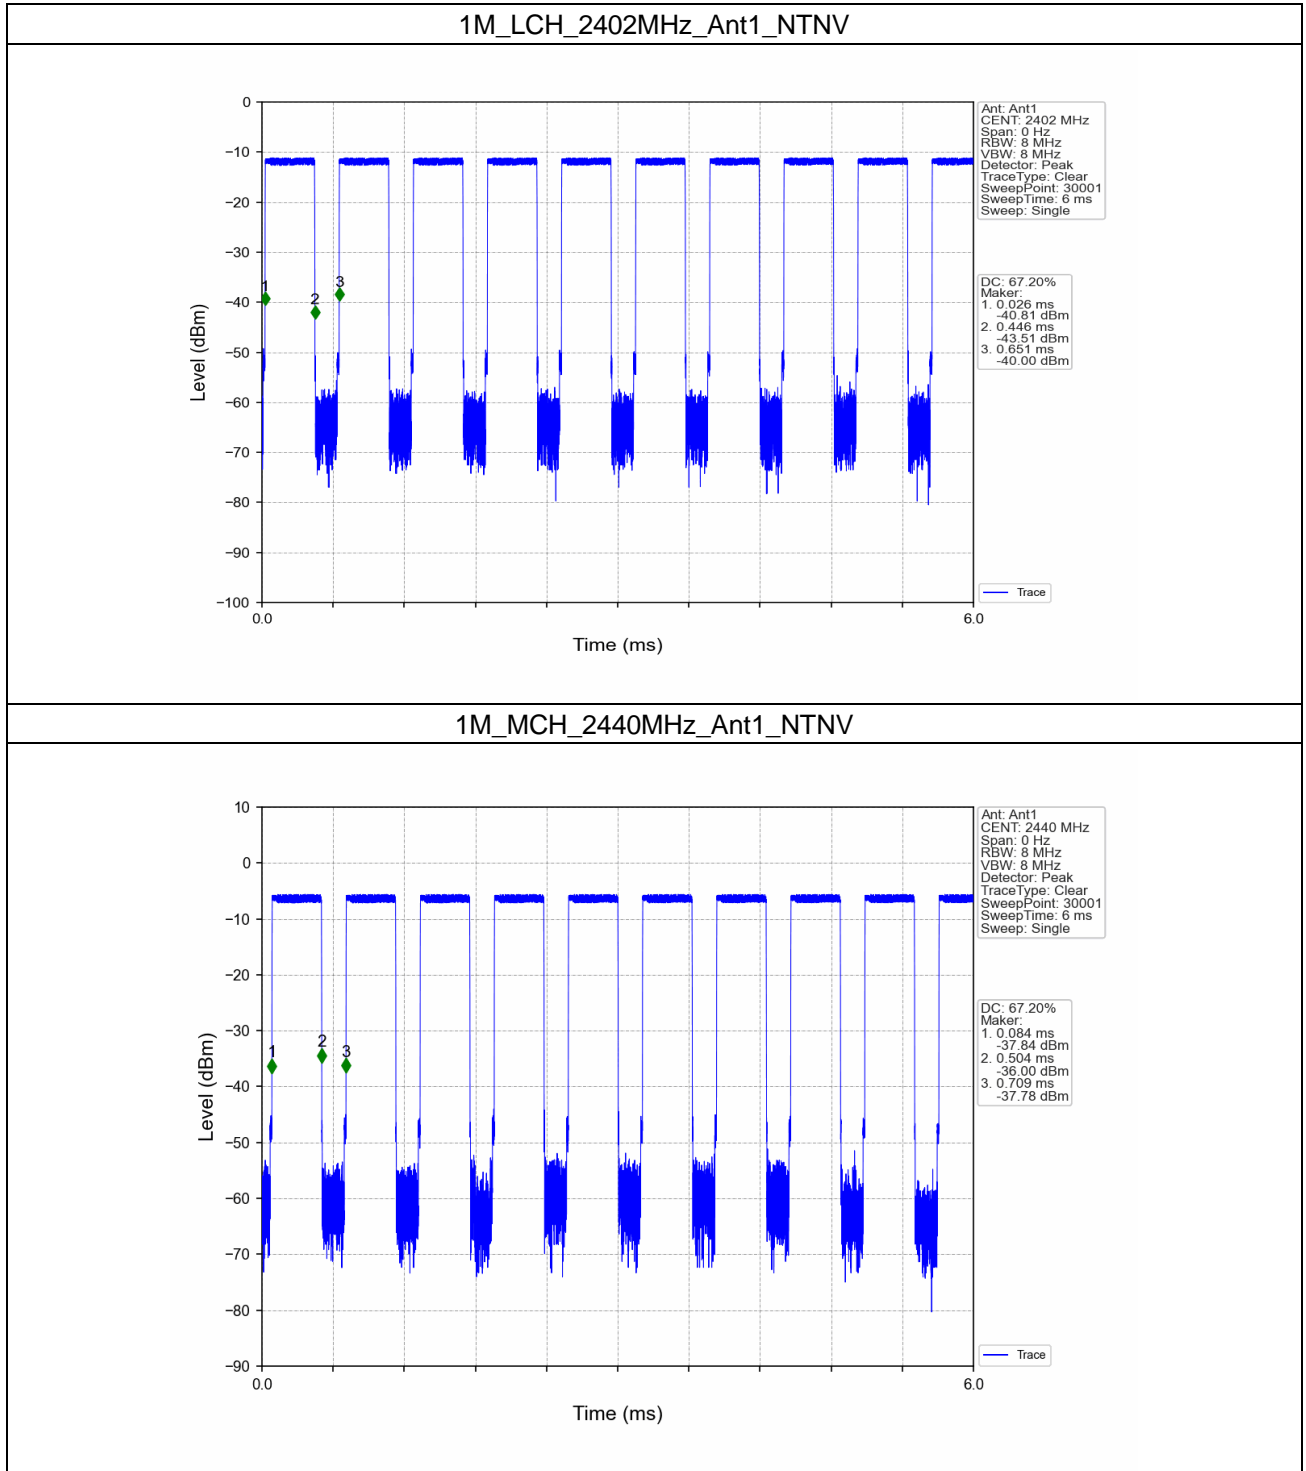 1M_LCH_2402MHz_Ant1_NTNV
0
−10
−20
−30
−40
−50
−60
−70
−80
−90
−100
Level (dBm)
1
2
3
0.0
6.0
Time (ms)
Ant: Ant1
CENT: 2402 MHz
Span: 0 Hz
RBW: 8 MHz
VBW: 8 MHz
Detector: Peak
TraceType: Clear
SweepPoint: 30001
SweepTime: 6 ms
Sweep: Single
DC: 67.20%
Maker:
1. 0.026 ms
-40.81 dBm
2. 0.446 ms
-43.51 dBm
3. 0.651 ms
-40.00 dBm
Trace
1M_MCH_2440MHz_Ant1_NTNV
10
0
−10
−20
−30
−40
−50
−60
−70
−80
−90
Level (dBm)
1
2
3
0.0
6.0
Time (ms)
Ant: Ant1
CENT: 2440 MHz
Span: 0 Hz
RBW: 8 MHz
VBW: 8 MHz
Detector: Peak
TraceType: Clear
SweepPoint: 30001
SweepTime: 6 ms
Sweep: Single
DC: 67.20%
Maker:
1. 0.084 ms
-37.84 dBm
2. 0.504 ms
-36.00 dBm
3. 0.709 ms
-37.78 dBm
Trace